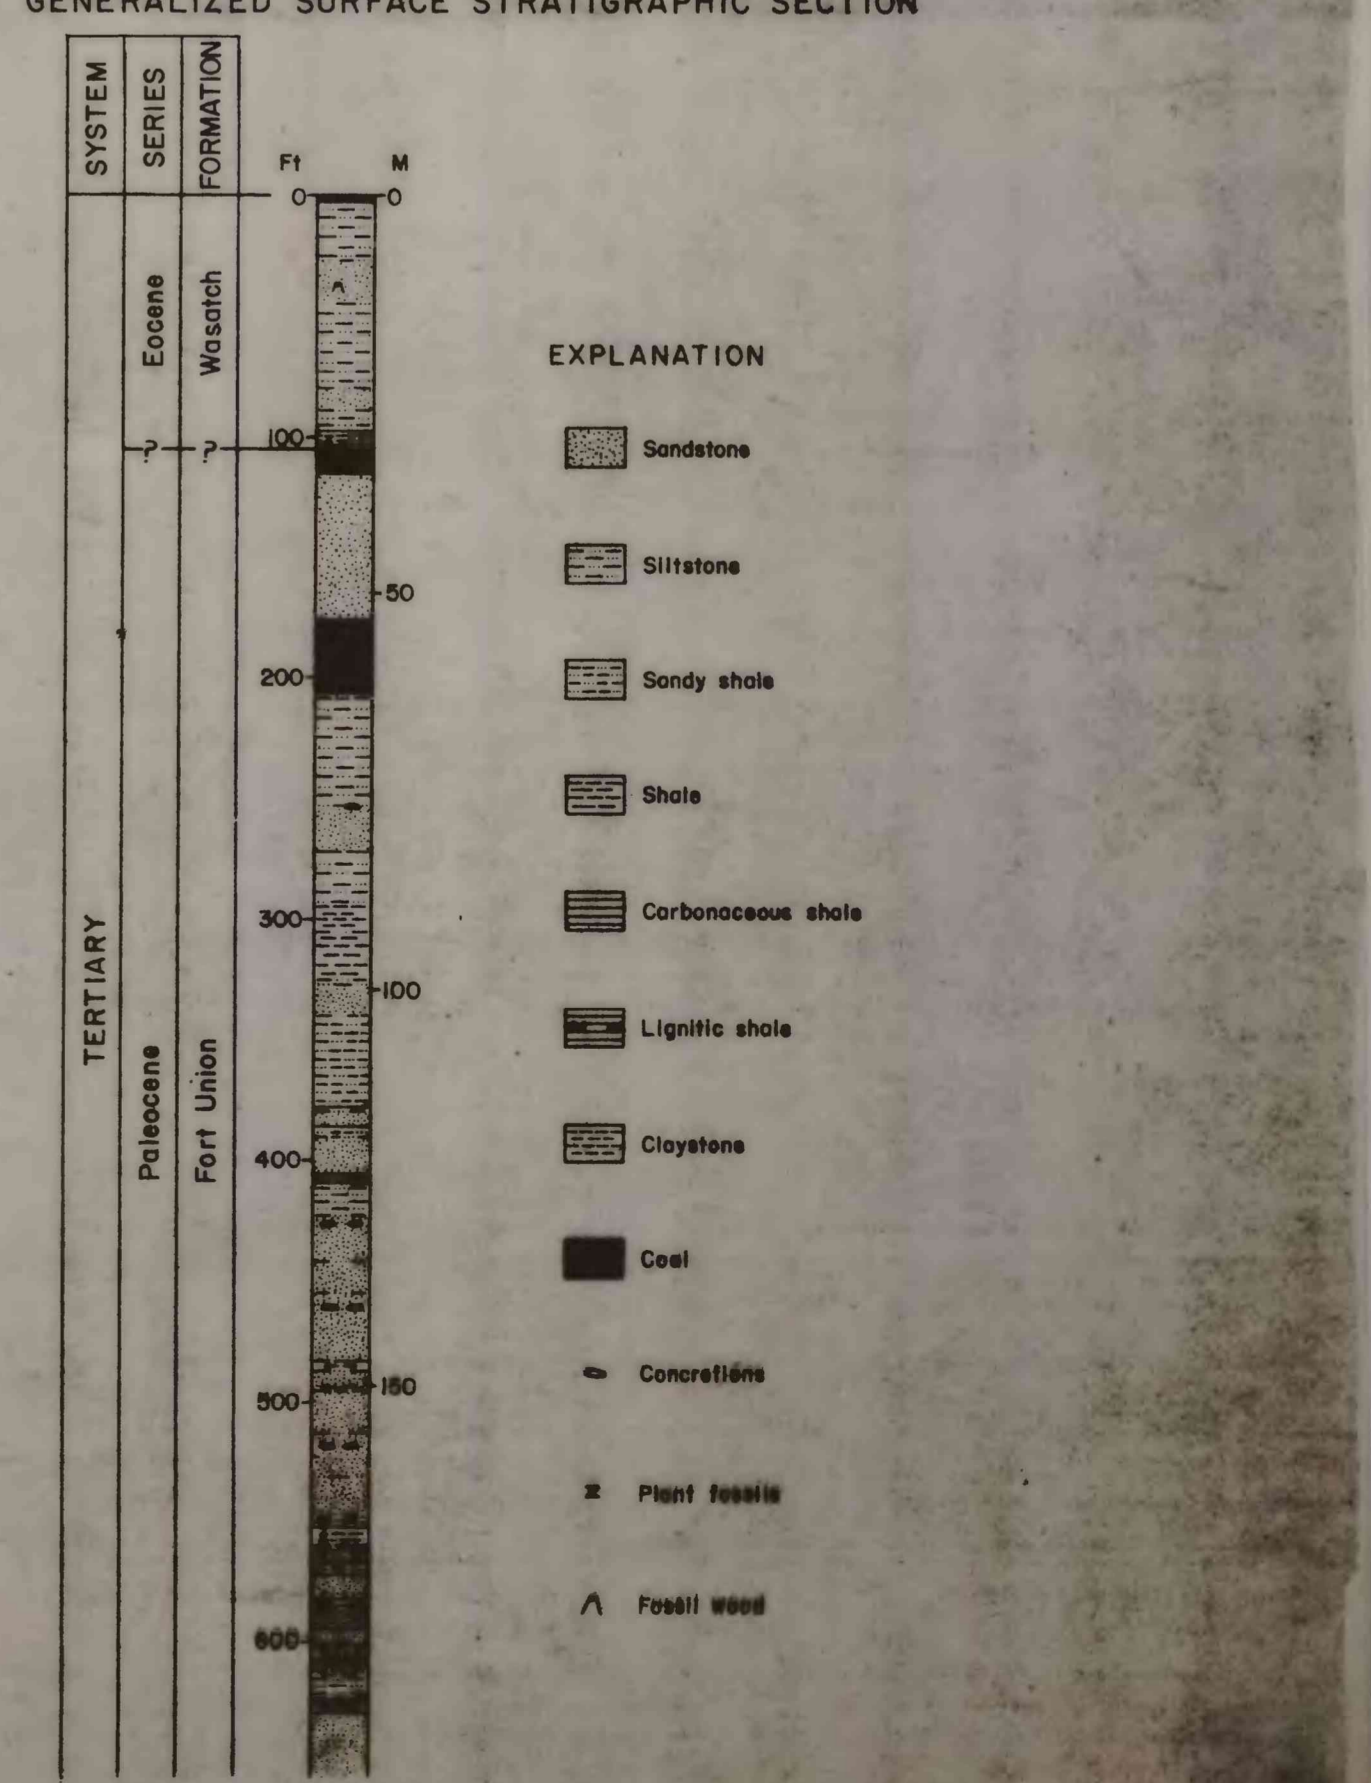 GENERALIZED SURFACE STRATIGRAPHIC SECTION
SYSTEM
SERIES
FORMATION
Ft
M
0
0
Eocene
Wasatch
EXPLANATION
100
?
?
Sandstone
Siltstone
50
200
Sandy shale
Shale
300
Carbonaceous shale
100
TERTIARY
Lignitic shale
Paleocene
Fort Union
400
Claystone
Coal
Concretions
150
500
Plant fossils
Fossil wood
600